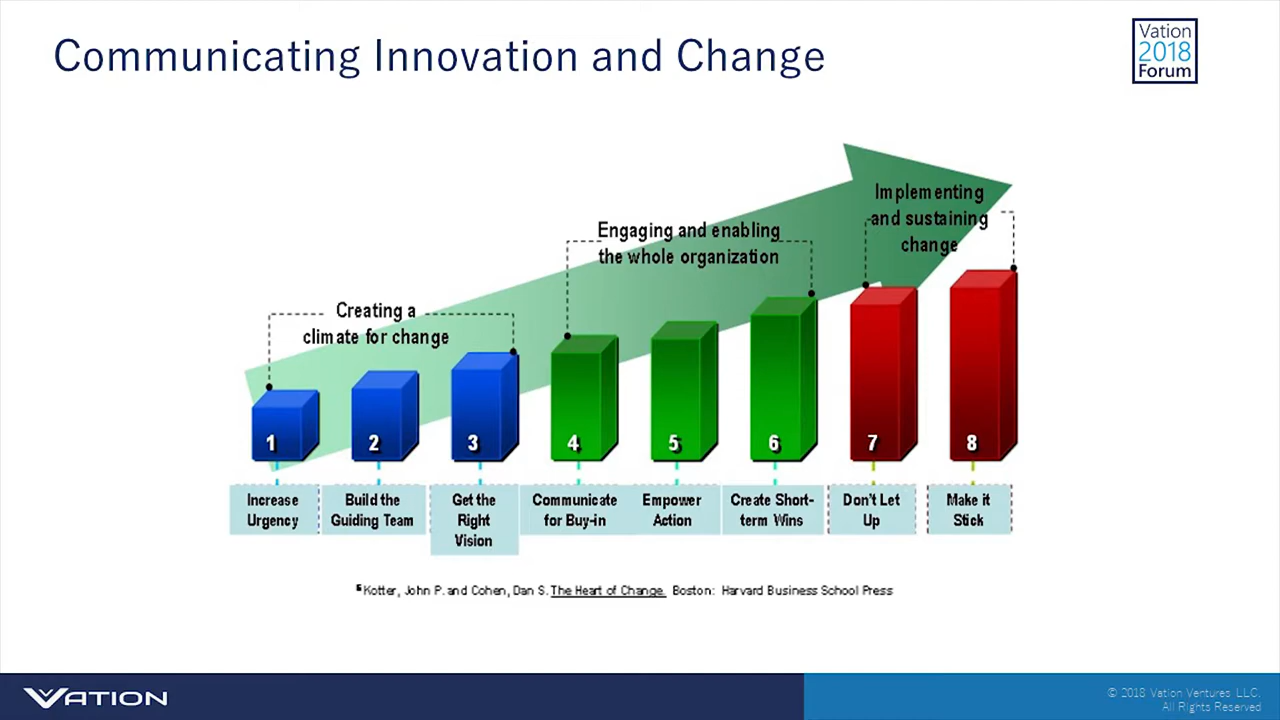 Communicating Innovation and Change
Vation
2018
Forum
Implementing
and sustaining
change
Engaging and enabling
the whole organization
Creating a
climate for change
1
2
3
4
5
6
7
8
Increase
Urgency
Build the
Guiding Team
Get the
Right
Vision
Communicate
for Buy-in
Empower
Action
Create Short-
term Wins
Don't Let
Up
Make it
Stick
5 Kotter, John P. and Cohen, Dan S. The Heart of Change. Boston: Harvard Business School Press
VATION
© 2018 Vation Ventures LLC.
All Rights Reserved